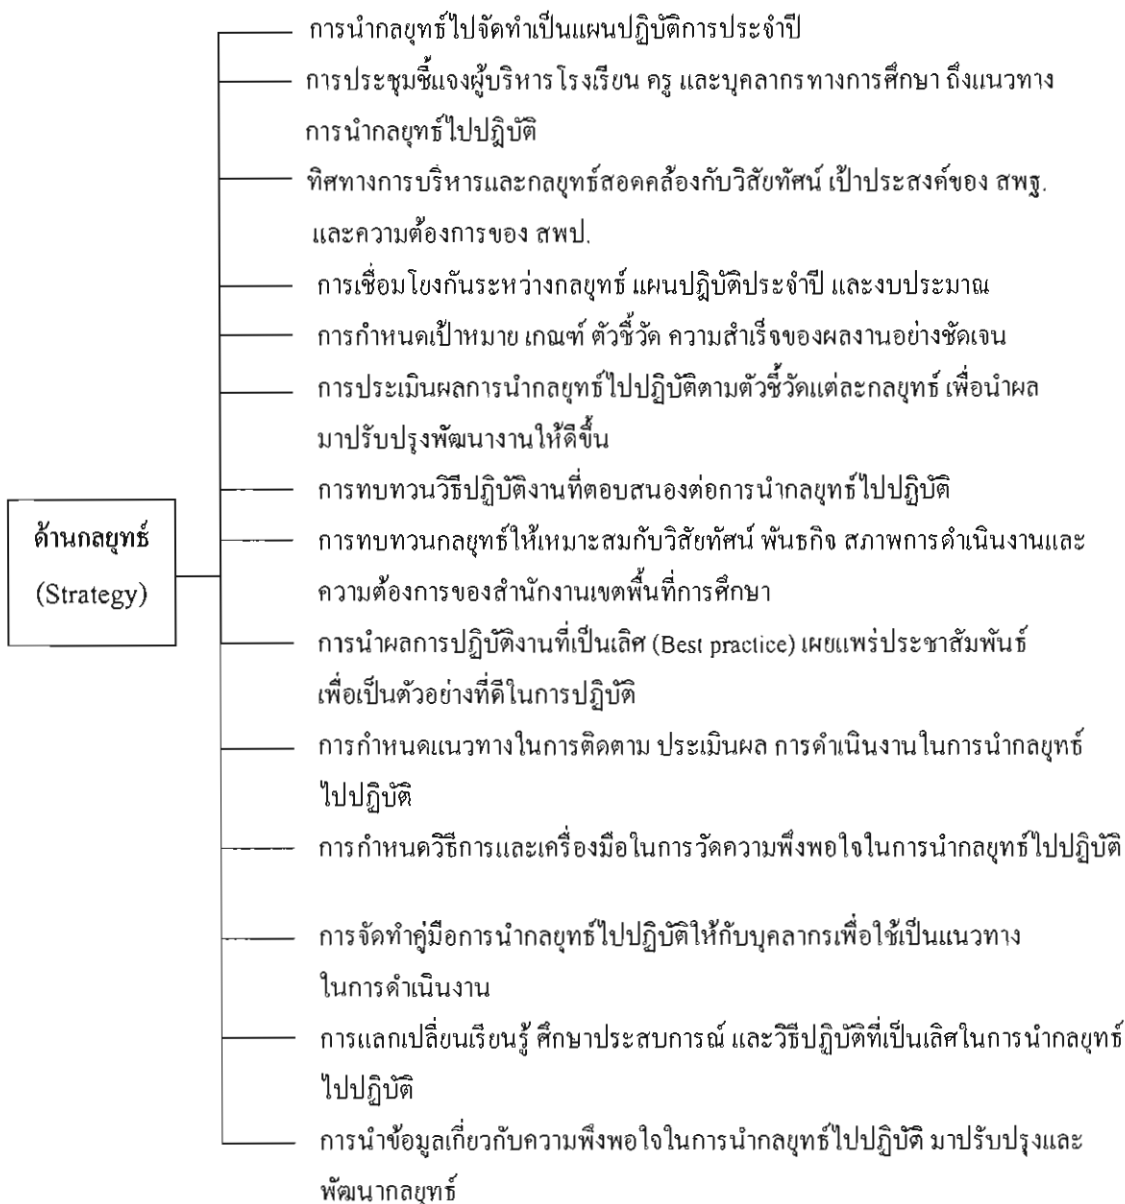 การนำกลยุทธ์ไปจัดทำเป็นแผนปฏิบัติการประจำปี
การประชุมชี้แจงผู้บริหารโรงเรียน ครู และบุคลากรทางการศึกษา ถึงแนวทาง
การนำกลยุทธ์ไปปฏิบัติ
ทิศทางการบริหารและกลยุทธ์สอดคล้องกับวิสัยทัศน์ เป้าประสงค์ของ สพฐ.
และความต้องการของ สพป.
การเชื่อมโยงกันระหว่างกลยุทธ์ แผนปฏิบัติประจำปี และงบประมาณ
การกำหนดเป้าหมาย เกณฑ์ ตัวชี้วัด ความสำเร็จของผลงานอย่างชัดเจน
การประเมินผลการนำกลยุทธ์ไปปฏิบัติตามตัวชี้วัดแต่ละกลยุทธ์ เพื่อนำผล
มาปรับปรุงพัฒนางานให้ดีขึ้น
การทบทวนวิธีปฏิบัติงานที่ตอบสนองต่อการนำกลยุทธ์ไปปฏิบัติ
ด้านกลยุทธ์
(Strategy)
การทบทวนกลยุทธ์ให้เหมาะสมกับวิสัยทัศน์ พันธกิจ สภาพการดำเนินงานและ
ความต้องการของสำนักงานเขตพื้นที่การศึกษา
การนำผลการปฏิบัติงานที่เป็นเลิศ (Best practice) เผยแพร่ประชาสัมพันธ์
เพื่อเป็นตัวอย่างที่ดีในการปฏิบัติ
การกำหนดแนวทางในการติดตาม ประเมินผล การดำเนินงานในการนำกลยุทธ์
ไปปฏิบัติ
การกำหนดวิธีการและเครื่องมือในการวัดความพึงพอใจในการนำกลยุทธ์ไปปฏิบัติ
การจัดทำคู่มือการนำกลยุทธ์ไปปฏิบัติให้กับบุคลากรเพื่อใช้เป็นแนวทาง
ในการดำเนินงาน
การแลกเปลี่ยนเรียนรู้ ศึกษาประสบการณ์ และวิธีปฏิบัติที่เป็นเลิศในการนำกลยุทธ์
ไปปฏิบัติ
การนำข้อมูลเกี่ยวกับความพึงพอใจในการนำกลยุทธ์ไปปฏิบัติ มาปรับปรุงและ
พัฒนากลยุทธ์